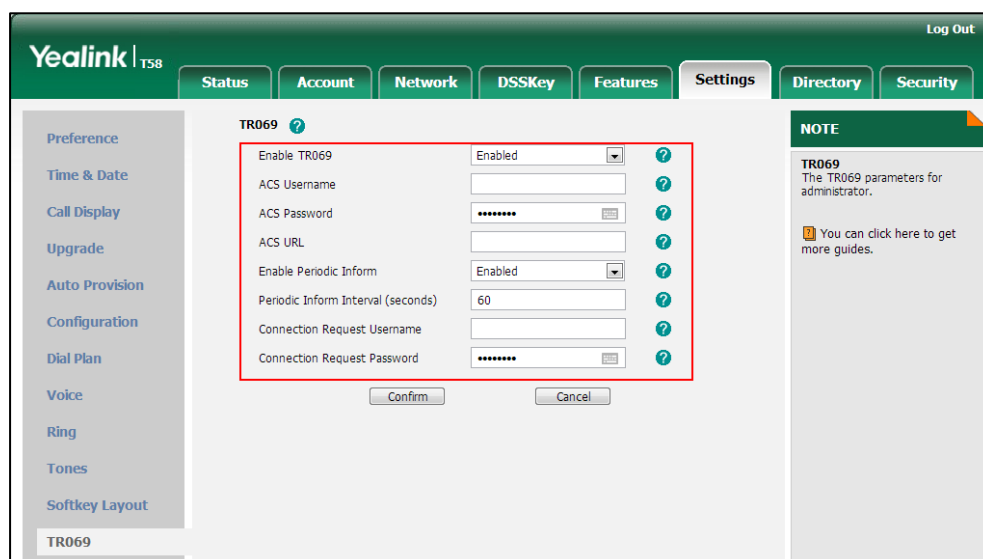 Log Out
Yealink | T58
Status Account Network DSSKey Features Settings Directory Security
Preference
Time & Date
Call Display
Upgrade
Auto Provision
Configuration
Dial Plan
Voice
Ring
Tones
Softkey Layout
TR069
TR069 ?
Enable TR069 Enabled ?
ACS Username ?
ACS Password •••••••• ?
ACS URL ?
Enable Periodic Inform Enabled ?
Periodic Inform Interval (seconds) 60 ?
Connection Request Username ?
Connection Request Password •••••••• ?
Confirm Cancel
NOTE
TR069
The TR069 parameters for
administrator.
? You can click here to get
more guides.